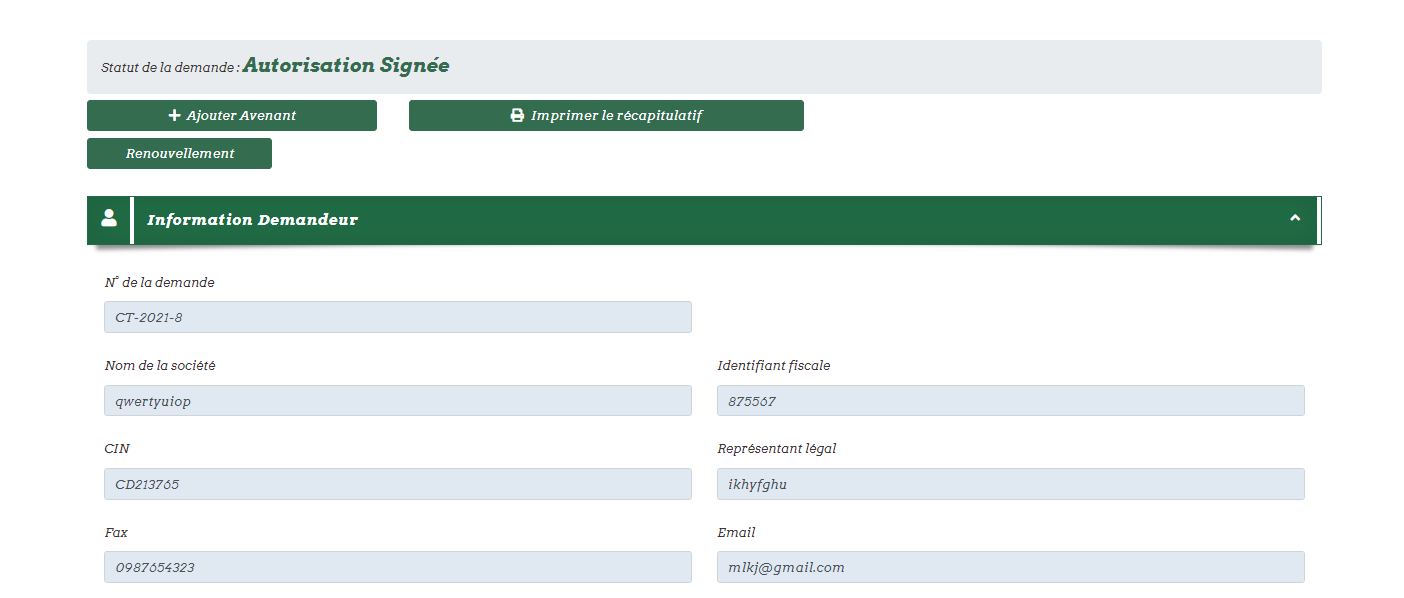 Statut de la demande : Autorisation Signée
Ajouter Avenant
Imprimer le récapitulatif
Renouvellement
Information Demandeur
N° de la demande
CT-2021-8
Nom de la société
Identifiant fiscale
qwertyuiop
875567
CIN
Représentant légal
CD213765
ikhyfghu
Fax
Email
0987654323
mlkj@gmail.com